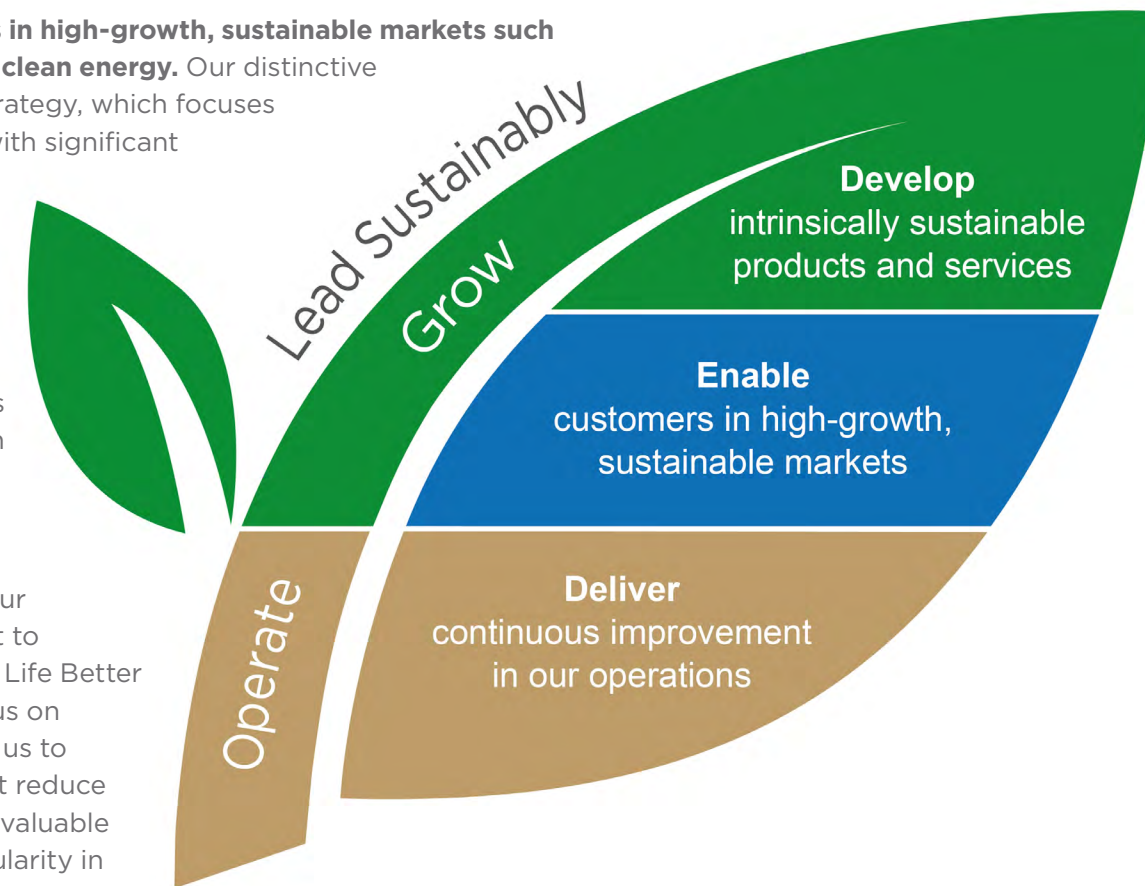 s in high-growth, sustainable markets such
clean energy. Our distinctive
rategy, which focuses
with significant
s
n
ur
t to
Life Better
us on
us to
t reduce
valuable
ularity in
Lead Sustainably
Grow
Develop
intrinsically sustainable
products and services
Enable
customers in high-growth,
sustainable markets
Operate
Deliver
continuous improvement
in our operations